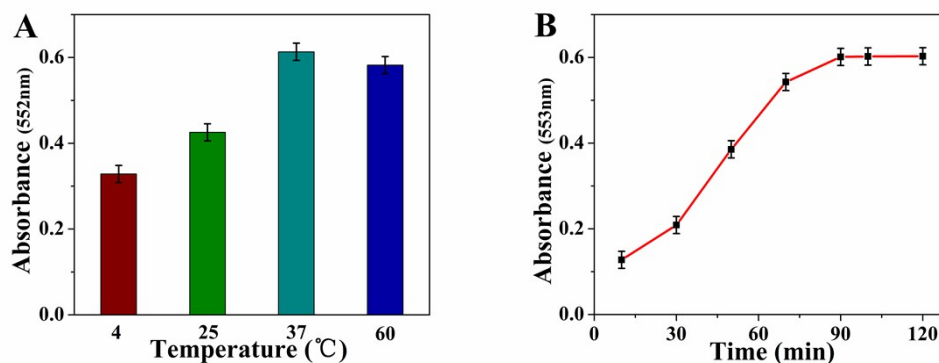 A
Absorbance (552nm)
0.6
0.4
0.2
0.0
4 25 37 60
Temperature (℃)
B
Absorbance (553nm)
0.6
0.4
0.2
0.0
0 30 60 90 120
Time (min)